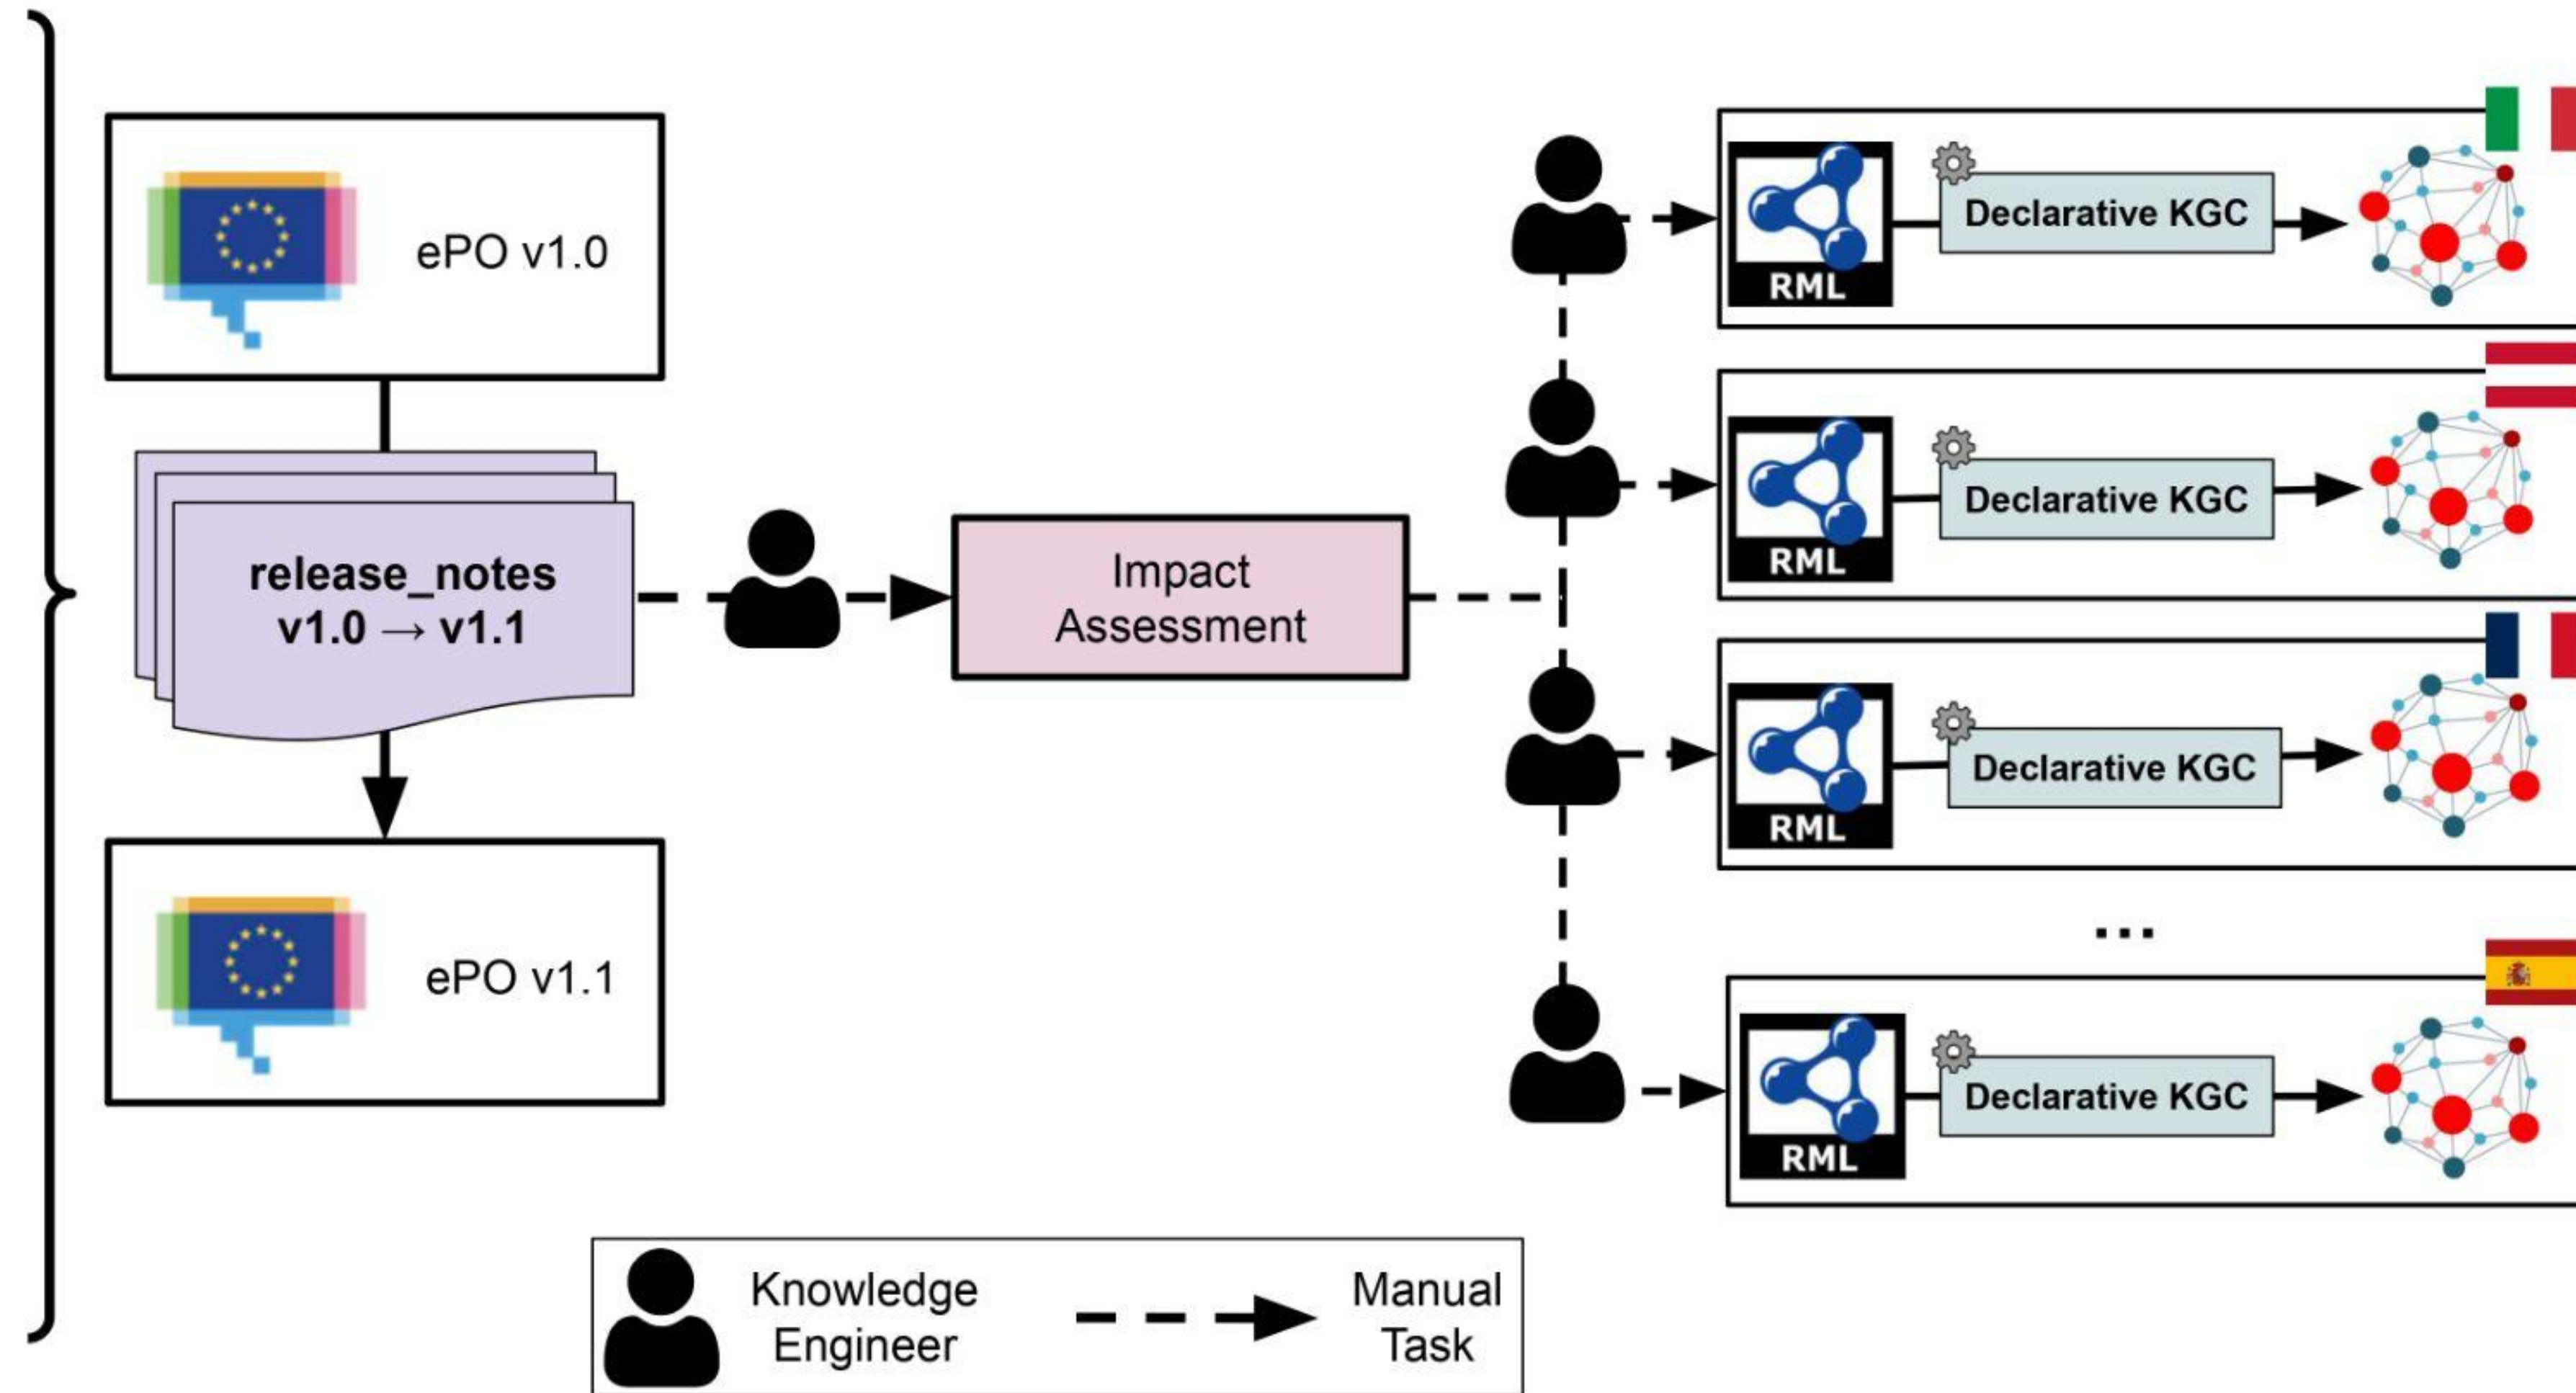 ePO v1.0
release_notes
v1.0 → v1.1
ePO v1.1
Impact
Assessment
RML
Declarative KGC
RML
Declarative KGC
RML
Declarative KGC
...
RML
Declarative KGC
Knowledge
Engineer
Manual
Task